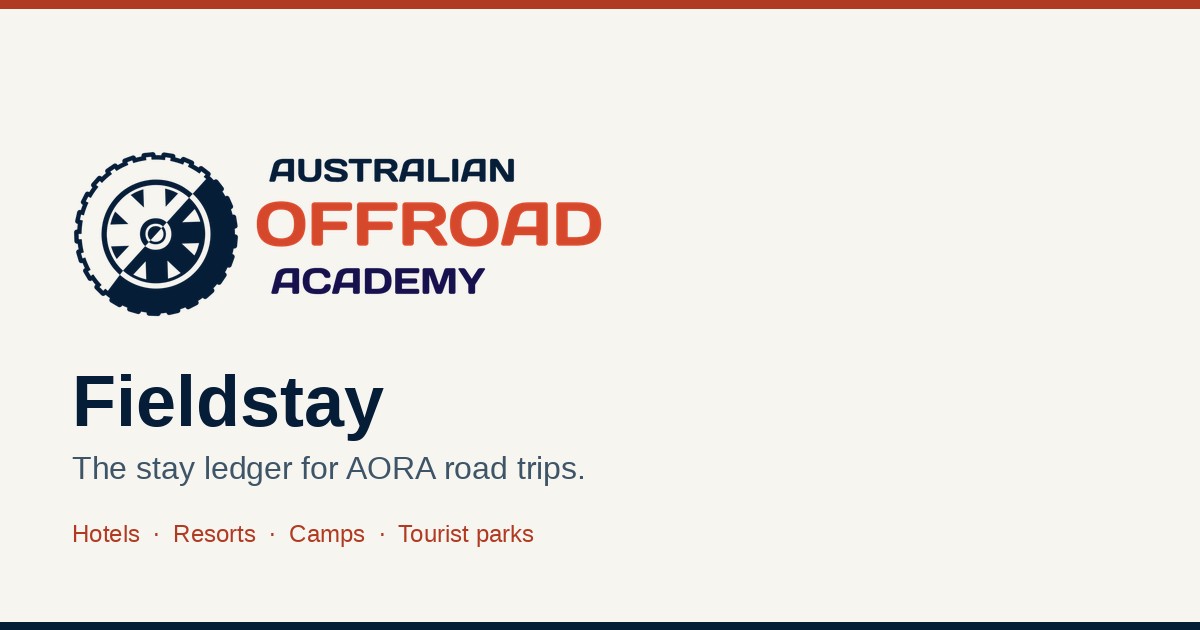 AUSTRALIAN
OFFROAD
ACADEMY
Fieldstay
The stay ledger for AORA road trips.
Hotels · Resorts · Camps · Tourist parks